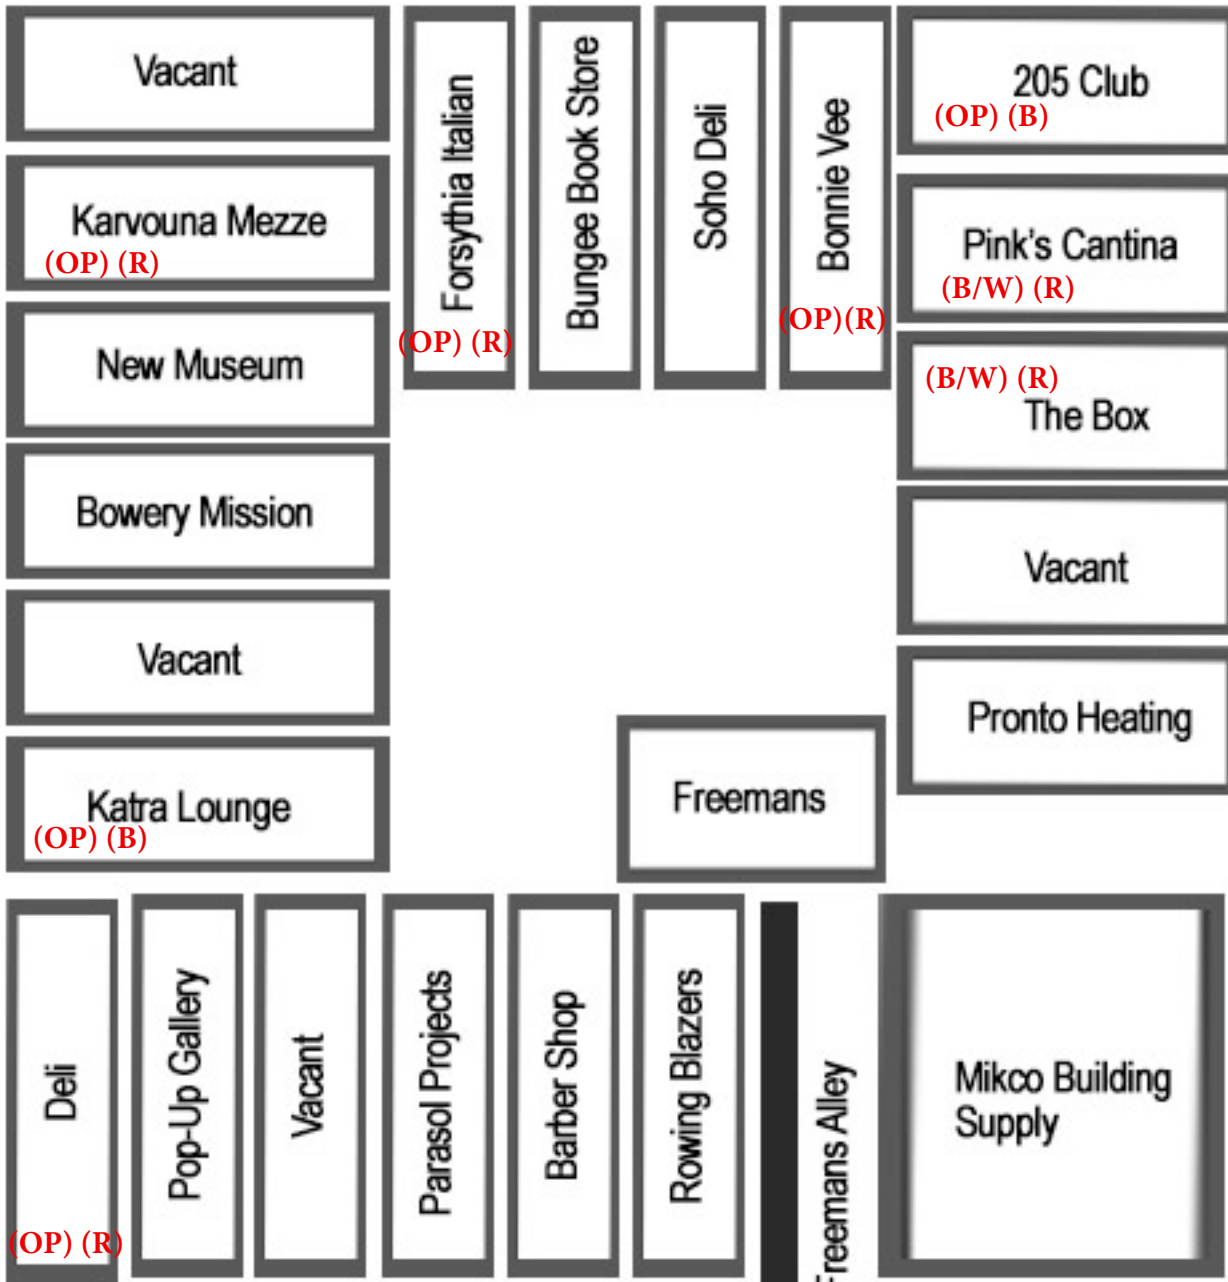 Vacant
Karvouna Mezze
(OP) (R)
New Museum
Bowery Mission
Vacant
Katra Lounge
(OP) (B)
Forsythia Italian
(OP) (R)
Bungee Book Store
Soho Deli
Bonnie Vee
(OP)(R)
205 Club
(OP) (B)
Pink's Cantina
(B/W) (R)
(B/W) (R)
The Box
Vacant
Pronto Heating
Freemans
Deli
(OP) (R)
Pop-Up Gallery
Vacant
Parasol Projects
Barber Shop
Rowing Blazers
Freemans Alley
Mikco Building
Supply